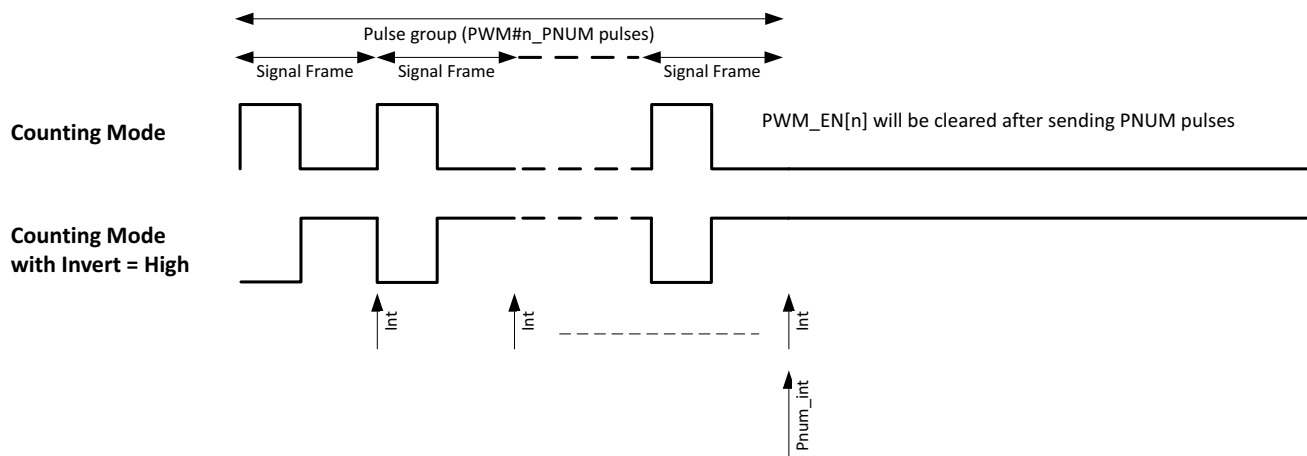 Pulse group (PWM#n_PNUM pulses)
Signal Frame
Signal Frame
Signal Frame
Counting Mode
PWM_EN[n] will be cleared after sending PNUM pulses
Counting Mode
with Invert = High
Int
Int
Int
Pnum_int